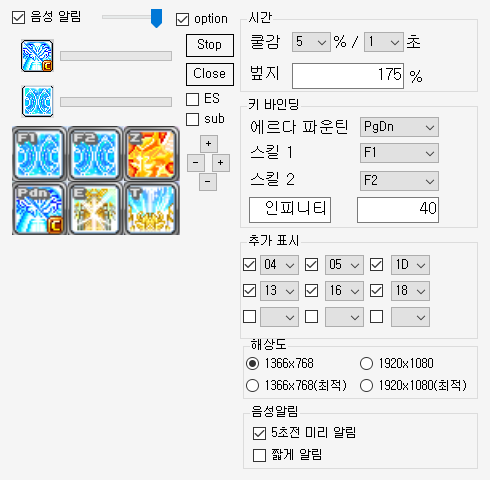 음성 알림
option
Stop
Close
ES
sub
+
− +
−
F1 F2 Z
Pdn E T
C
C
시간
쿨감 5 % / 1 초
벞지 175 %
키 바인딩
에르다 파운틴 PgDn
스킬 1 F1
스킬 2 F2
인피니티 40
추가 표시
04 05 1D
13 16 18
해상도
1366x768 1920x1080
1366x768(최적) 1920x1080(최적)
음성알림
5초전 미리 알림
짧게 알림